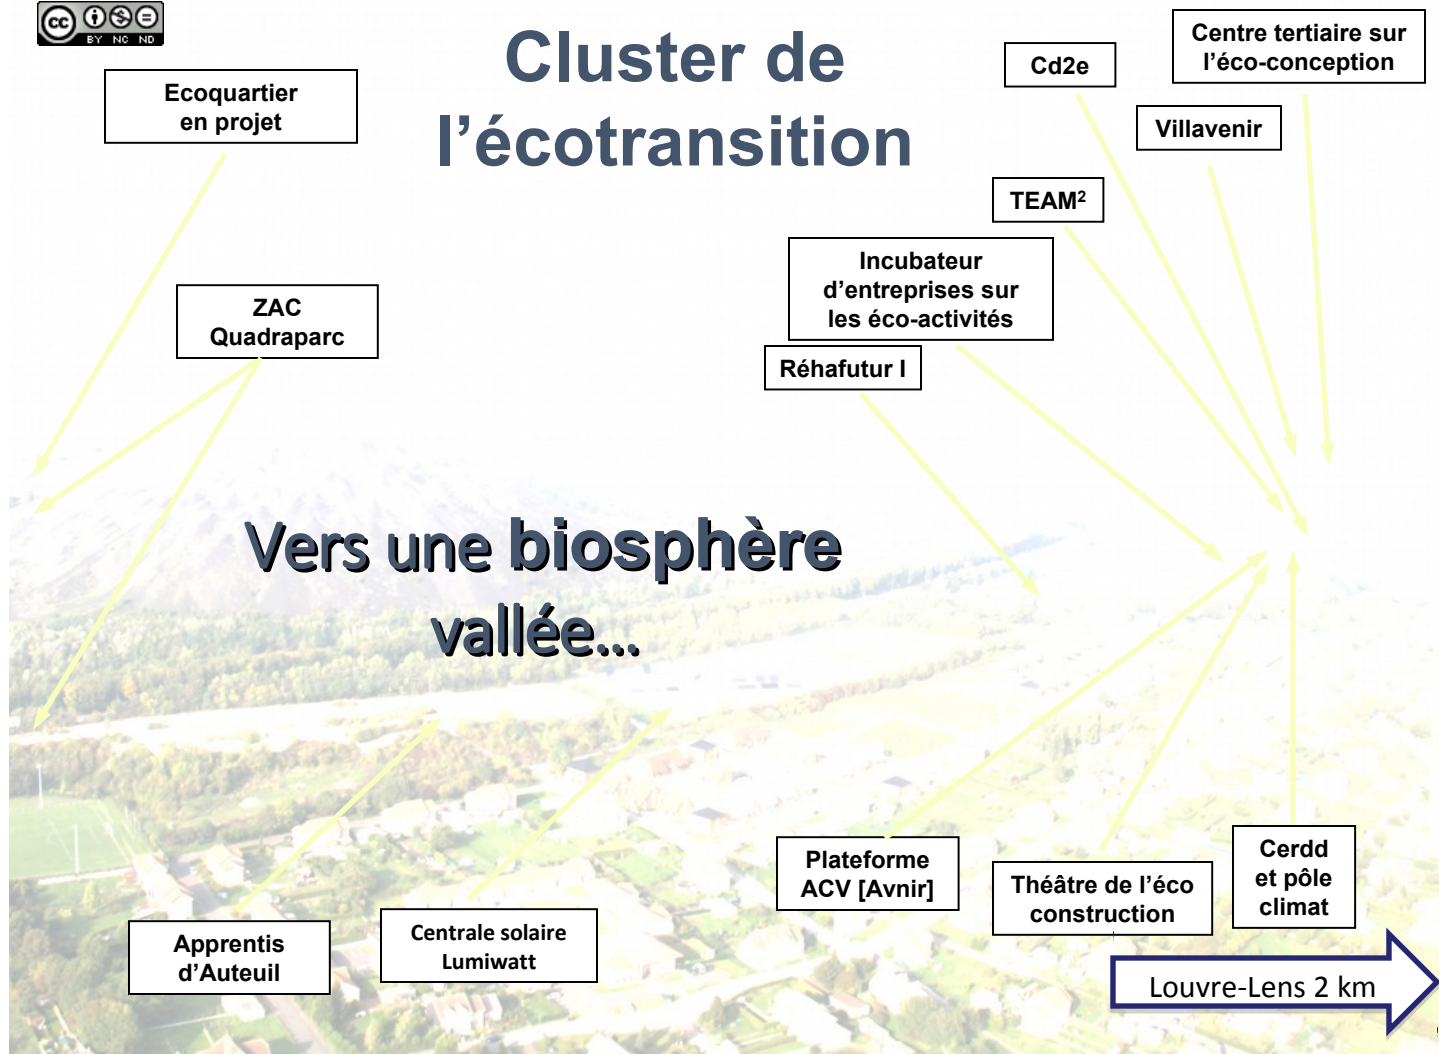 cc
BY NC ND
Cluster de
l’écotransition
Ecoquartier
en projet
Cd2e
Centre tertiaire sur
l’éco-conception
Villavenir
TEAM²
Incubateur
d’entreprises sur
les éco-activités
ZAC
Quadraparc
Réhafutur I
Vers une biosphère
vallée...
Plateforme
ACV [Avnir]
Théâtre de l’éco
construction
Cerdd
et pôle
climat
Apprentis
d’Auteuil
Centrale solaire
Lumiwatt
Louvre-Lens 2 km